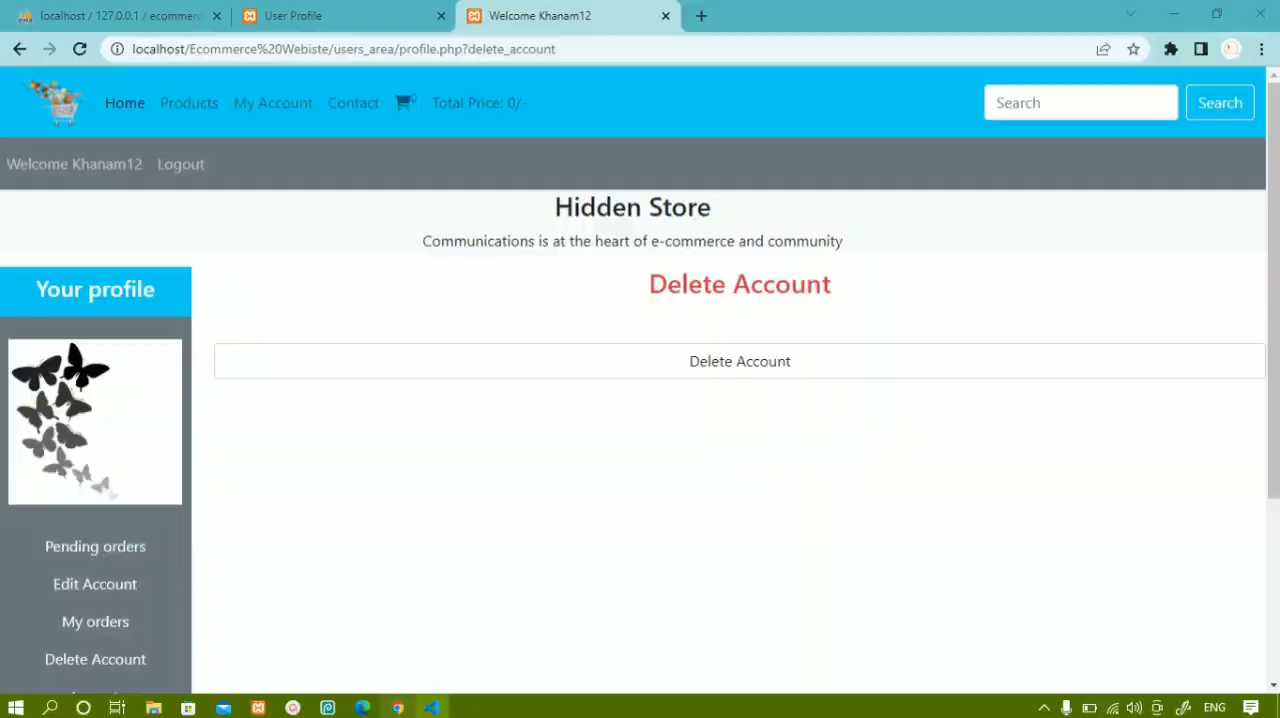 localhost / 127.0.0.1 / ecommerc
User Profile
Welcome Khanam12
localhost/Ecommerce%20Webiste/users_area/profile.php?delete_account
Home Products My Account Contact 0 Total Price: 0/- Search Search
Welcome Khanam12 Logout
Hidden Store
Communications is at the heart of e-commerce and community
Your profile
Delete Account
Delete Account
Pending orders
Edit Account
My orders
Delete Account
ENG